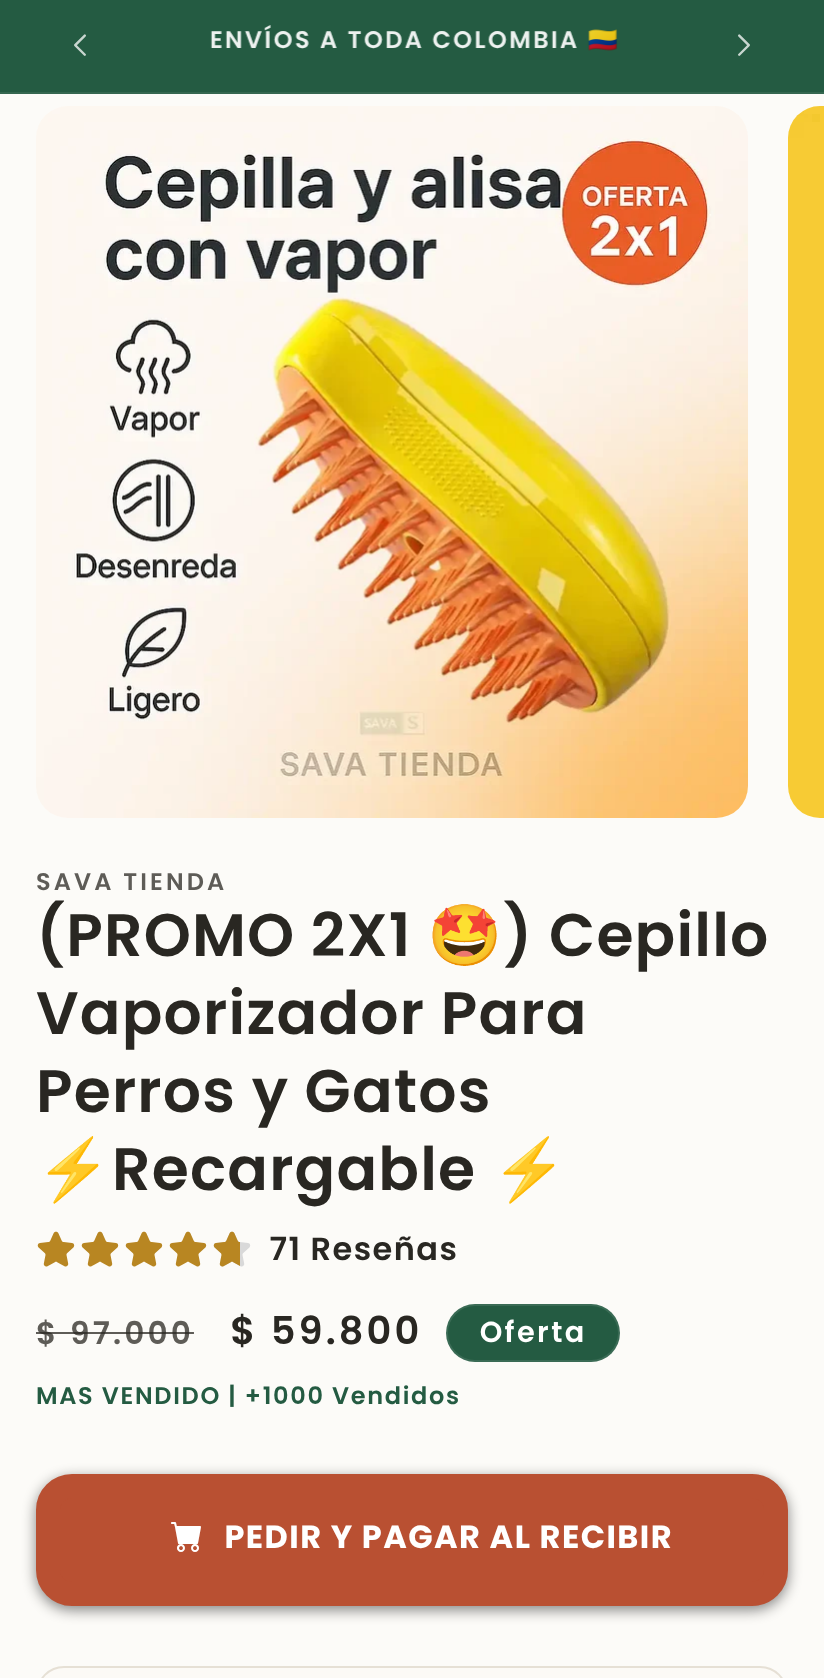 ENVÍOS A TODA COLOMBIA 🇨🇴
Cepilla y alisa
con vapor
OFERTA
2x1
Vapor
Desenreda
Ligero
SAVA S
SAVA TIENDA
SAVA TIENDA
(PROMO 2X1 🤩) Cepillo
Vaporizador Para
Perros y Gatos
⚡Recargable ⚡
71 Reseñas
$ 97.000 $ 59.800 Oferta
MAS VENDIDO | +1000 Vendidos
PEDIR Y PAGAR AL RECIBIR